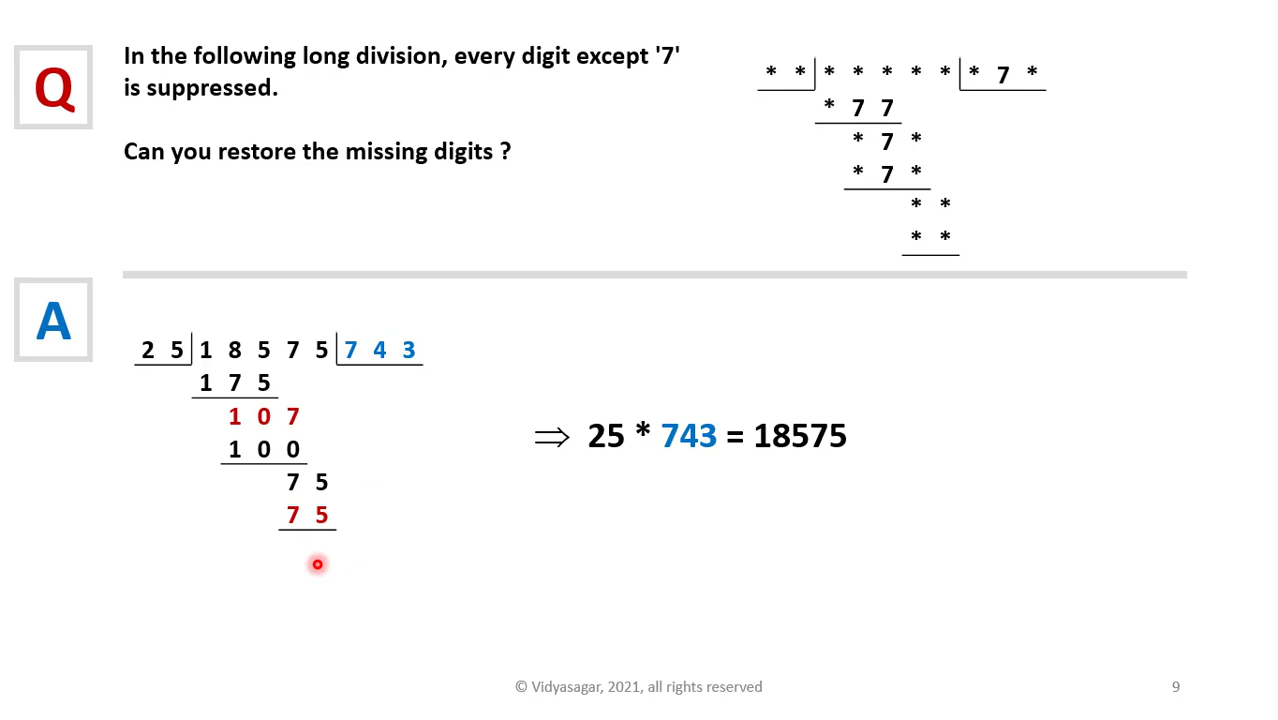 Q
In the following long division, every digit except '7'
is suppressed.
Can you restore the missing digits ?
* * * * * * * * 7 *
* 7 7
* 7 *
* 7 *
* *
* *
A
2 5 1 8 5 7 5 7 4 3
1 7 5
1 0 7
1 0 0
7 5
7 5
⇒ 25 * 743 = 18575
© Vidyasagar, 2021, all rights reserved
9